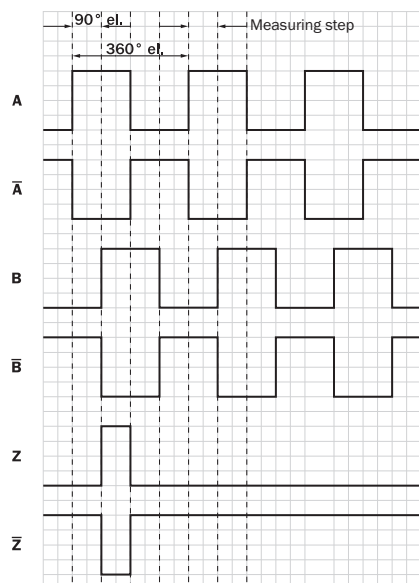 90° el.
Measuring step
360° el.
A
A̅
B
B̅
Z
Z̅